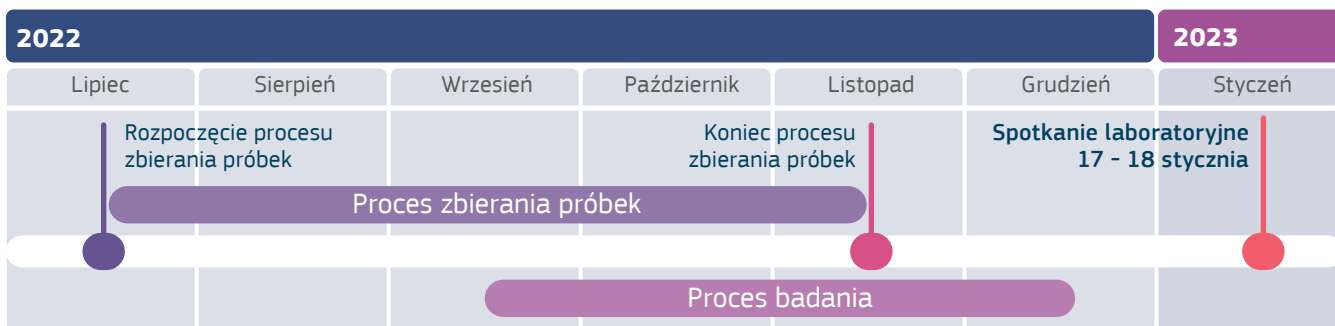 2022
2023
Lipiec
Sierpień
Wrzesień
Październik
Listopad
Grudzień
Styczeń
Rozpoczęcie procesu
zbierania próbek
Koniec procesu
zbierania próbek
Spotkanie laboratoryjne
17 - 18 stycznia
Proces zbierania próbek
Proces badania